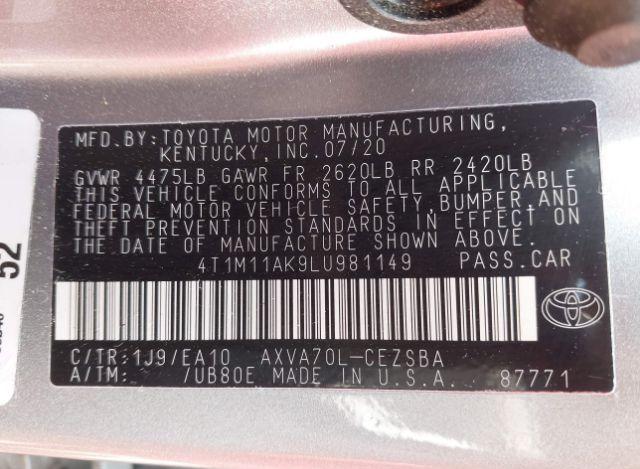 MFD.BY:TOYOTA MOTOR MANUFACTURING,
KENTUCKY,INC.07/20
GVWR 4475LB GAWR FR 2620LB RR 2420LB
THIS VEHICLE CONFORMS TO ALL APPLICABLE
FEDERAL MOTOR VEHICLE SAFETY,BUMPER,AND
THEFT PREVENTION STANDARDS IN EFFECT ON
THE DATE OF MANUFACTURE SHOWN ABOVE.
4T1M11AK9LU981149 PASS.CAR
C/TR:1J9/EA10 AXVA70L-CEZSBA
A/TM: /UB80E MADE IN U.S.A. 87771
52